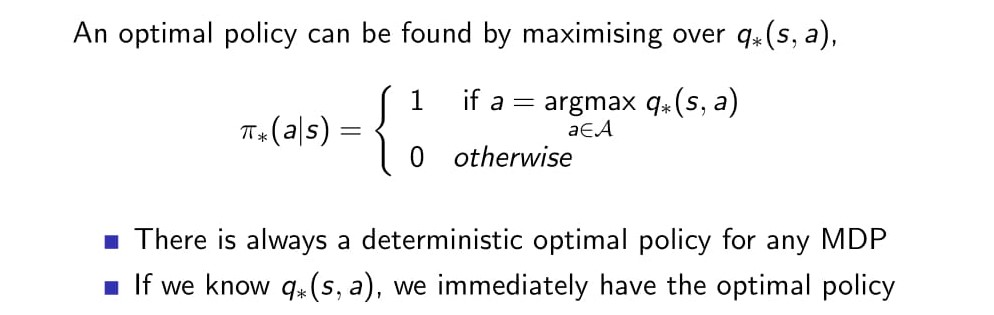 An optimal policy can be found by maximising over q∗(s, a),
π∗(a|s) = { 1 if a = argmax q∗(s, a)
a∈𝒜
0 otherwise
There is always a deterministic optimal policy for any MDP
If we know q∗(s, a), we immediately have the optimal policy